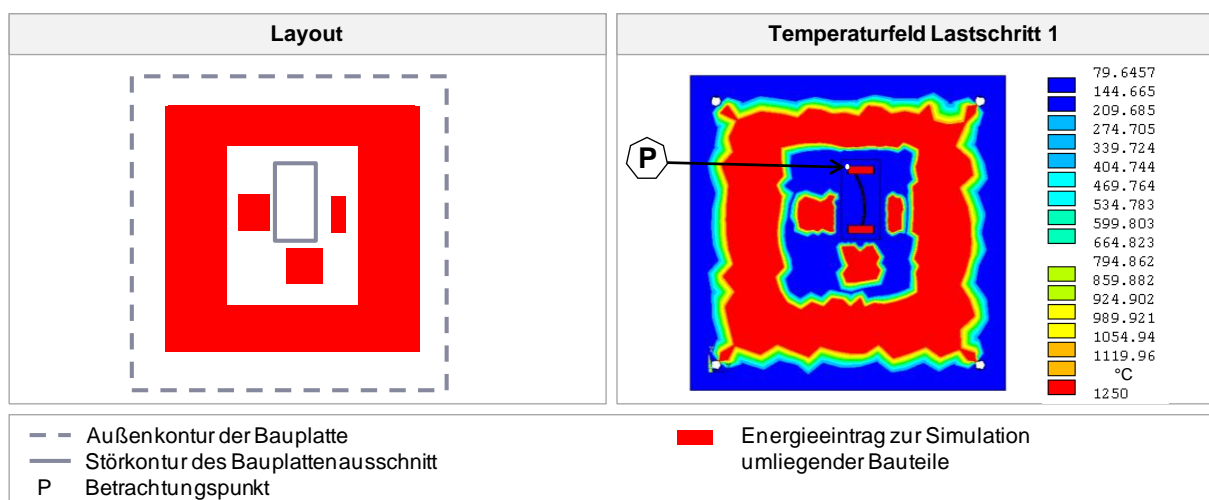 Layout
Temperaturfeld Lastschritt 1
P
79.6457
144.665
209.685
274.705
339.724
404.744
469.764
534.783
599.803
664.823
794.862
859.882
924.902
989.921
1054.94
1119.96
°C
1250
Außenkontur der Bauplatte
Störkontur des Bauplattenausschnitt
P Betrachtungspunkt
Energieeintrag zur Simulation
umliegender Bauteile